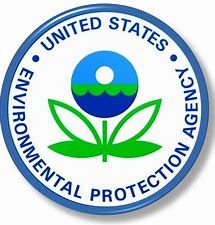 UNITED STATES
ENVIRONMENTAL PROTECTION AGENCY